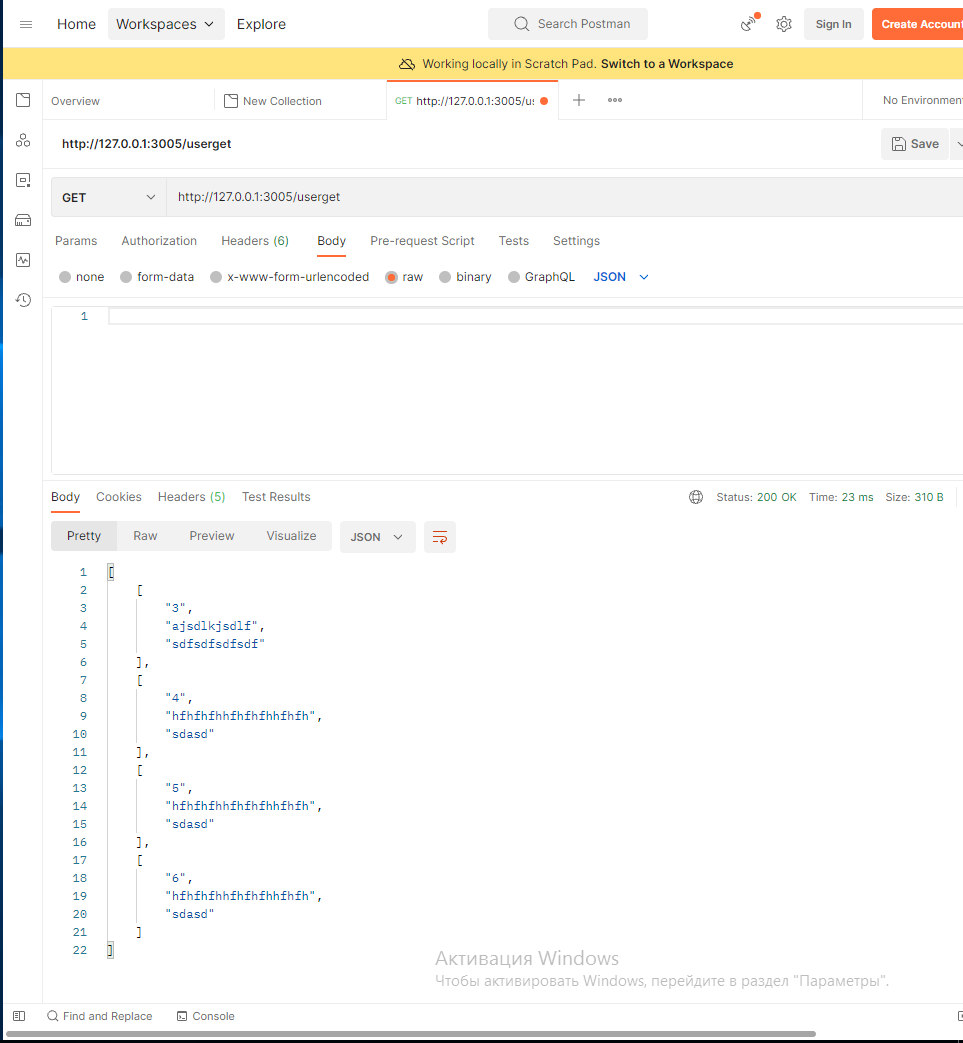 Home Workspaces Explore Search Postman Sign In Create Account
Working locally in Scratch Pad. Switch to a Workspace
Overview New Collection GET http://127.0.0.1:3005/us No Environment
http://127.0.0.1:3005/userget Save
GET http://127.0.0.1:3005/userget
Params Authorization Headers (6) Body Pre-request Script Tests Settings
none form-data x-www-form-urlencoded raw binary GraphQL JSON
1
Body Cookies Headers (5) Test Results Status: 200 OK Time: 23 ms Size: 310 B
Pretty Raw Preview Visualize JSON
1 [
2 [
3 "3",
4 "ajsdlkjsdlf",
5 "sdfsdfsdfsdf"
6 ],
7 [
8 "4",
9 "hfhfhfhhfhfhfhhfhfh",
10 "sdasd"
11 ],
12 [
13 "5",
14 "hfhfhfhhfhfhfhhfhfh",
15 "sdasd"
16 ],
17 [
18 "6",
19 "hfhfhfhhfhfhfhhfhfh",
20 "sdasd"
21 ]
22 ]
Активация Windows
Чтобы активировать Windows, перейдите в раздел "Параметры".
Find and Replace Console